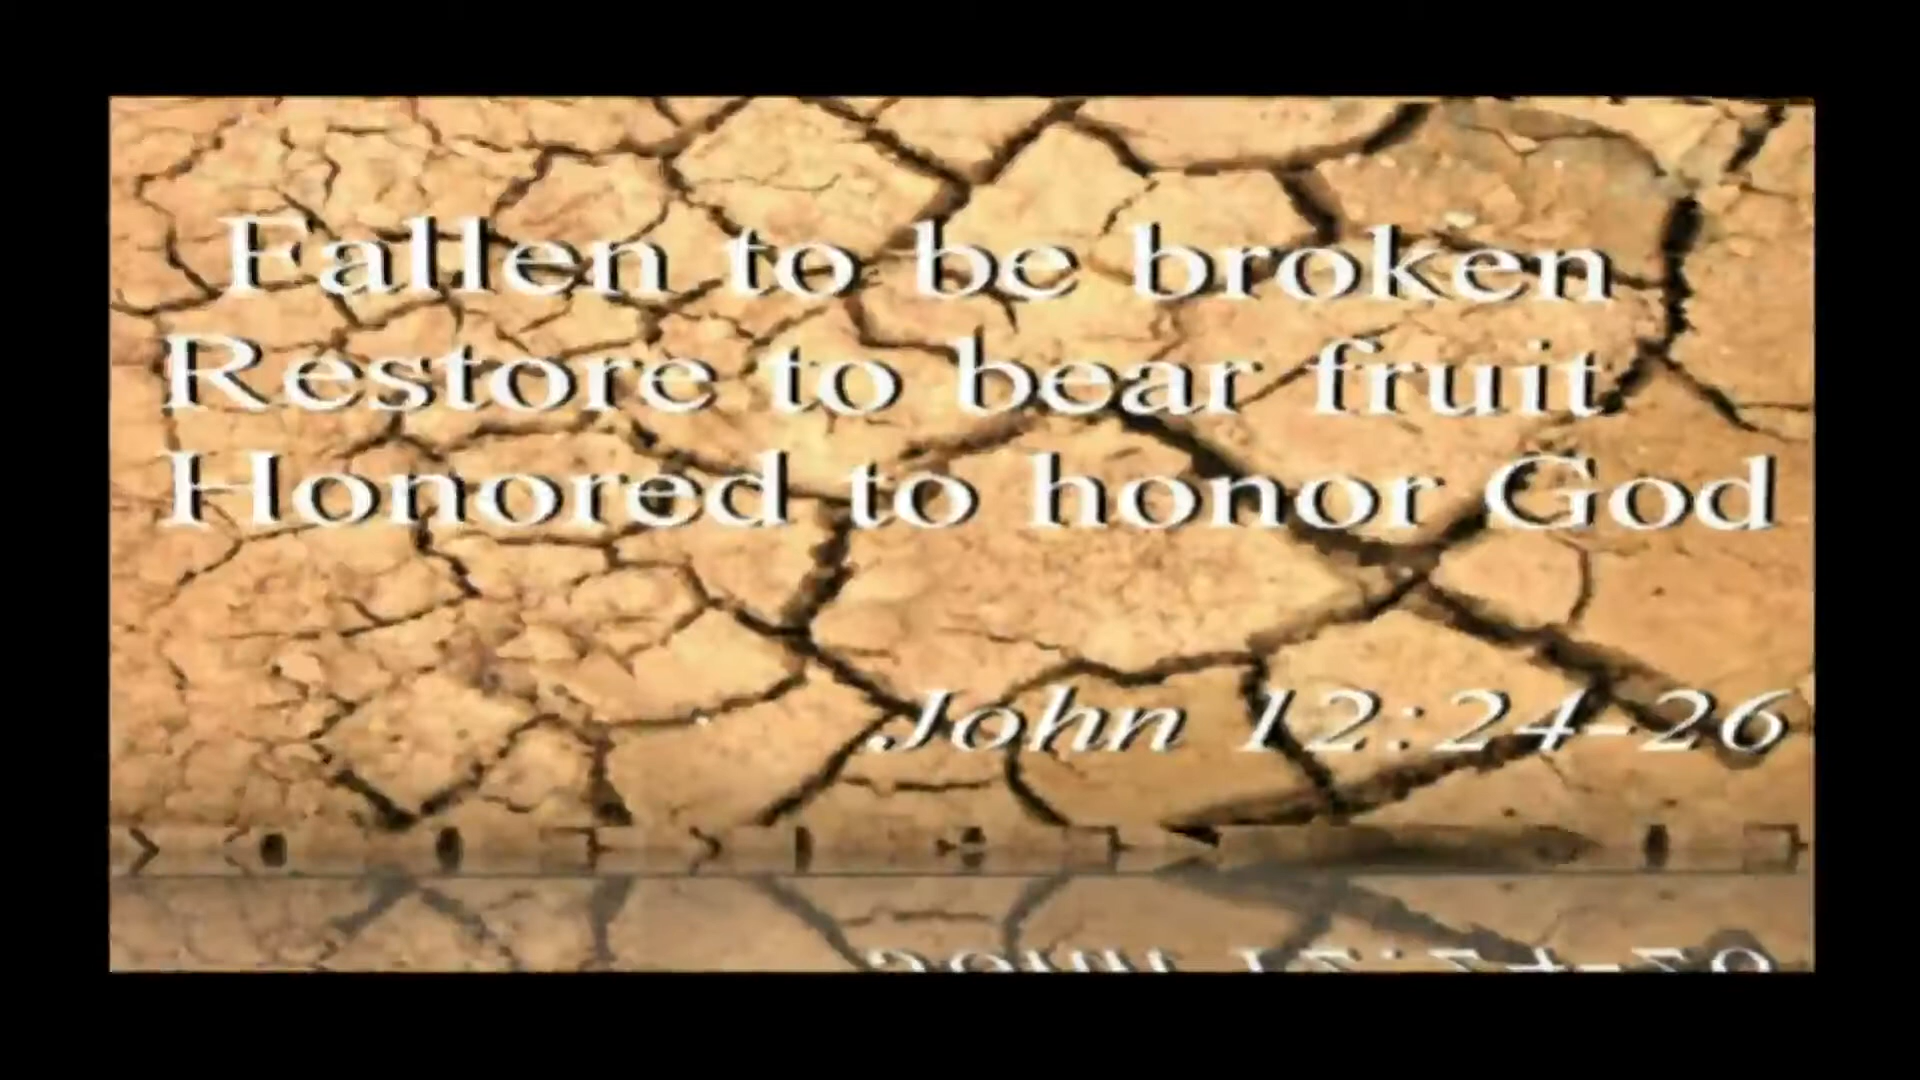 Fallen to be broken
Restore to bear fruit
Honored to honor God
John 12:24-26